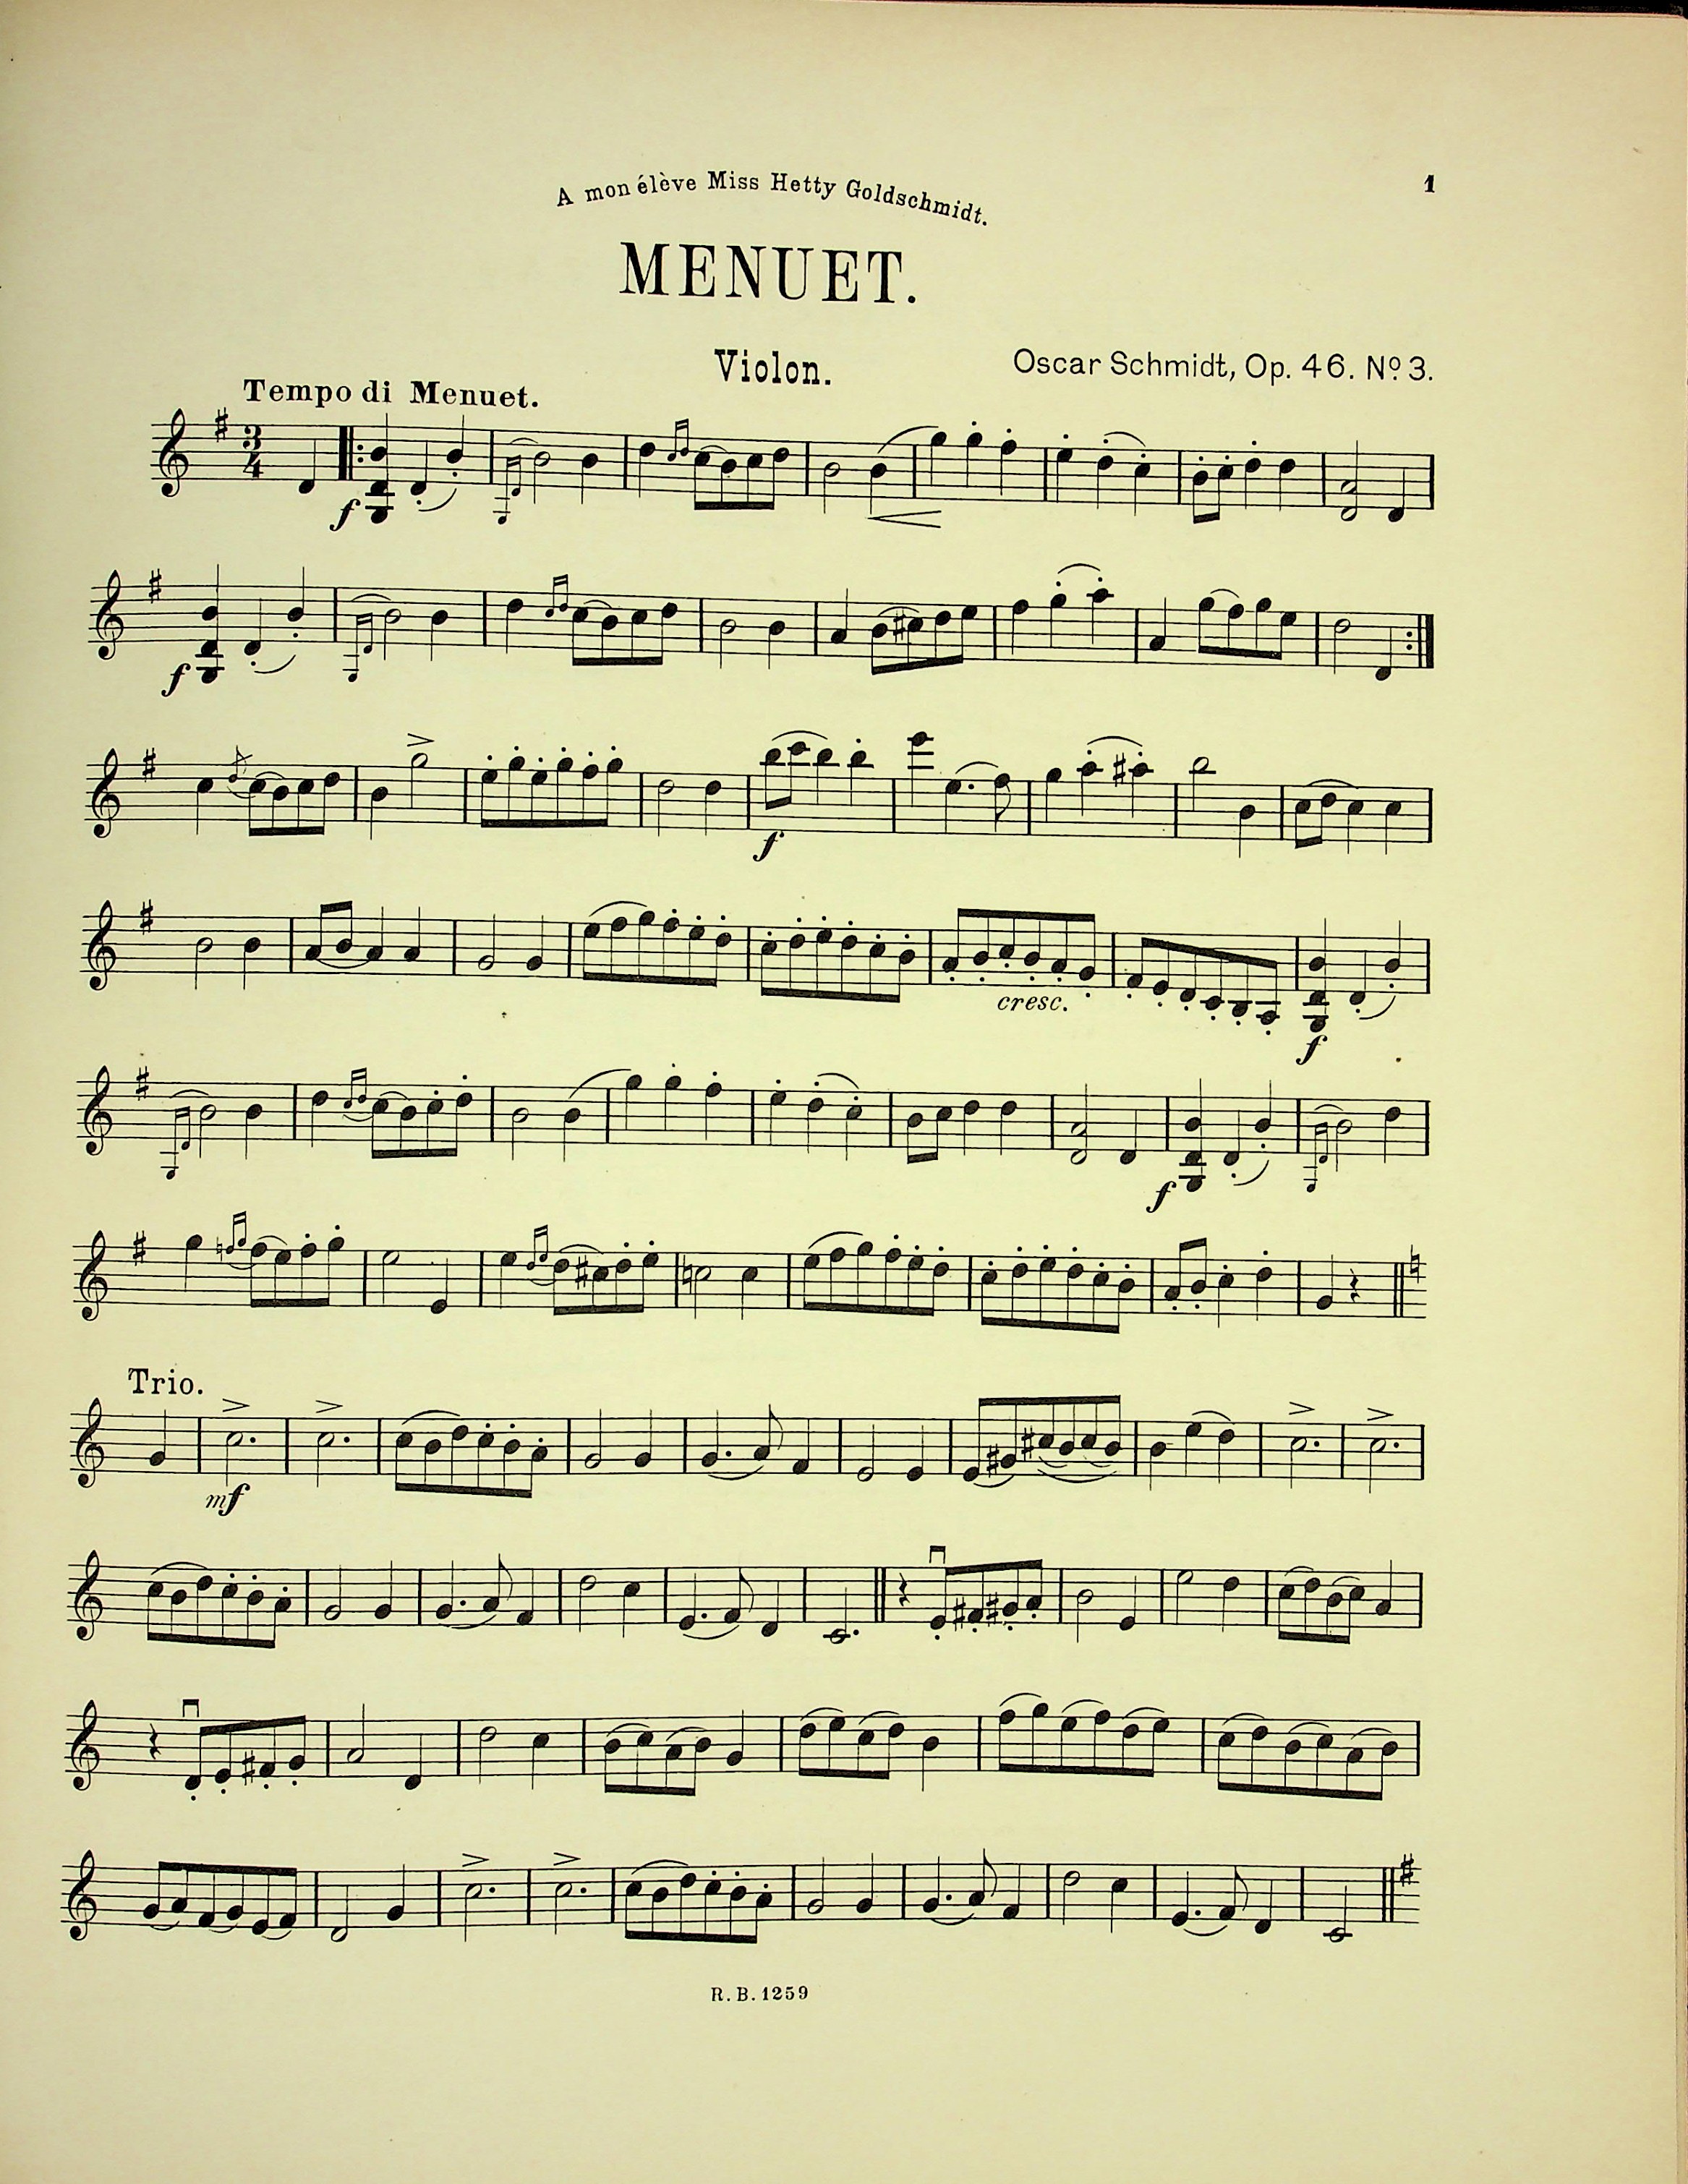 A mon élève Miss Hetty Goldschmidt.
1
MENUET.
Violon.
Oscar Schmidt, Op. 46. Nº 3.
Tempo di Menuet.
3
4
f
f
f
cresc.
f
f
Trio.
mf
R. B. 1259